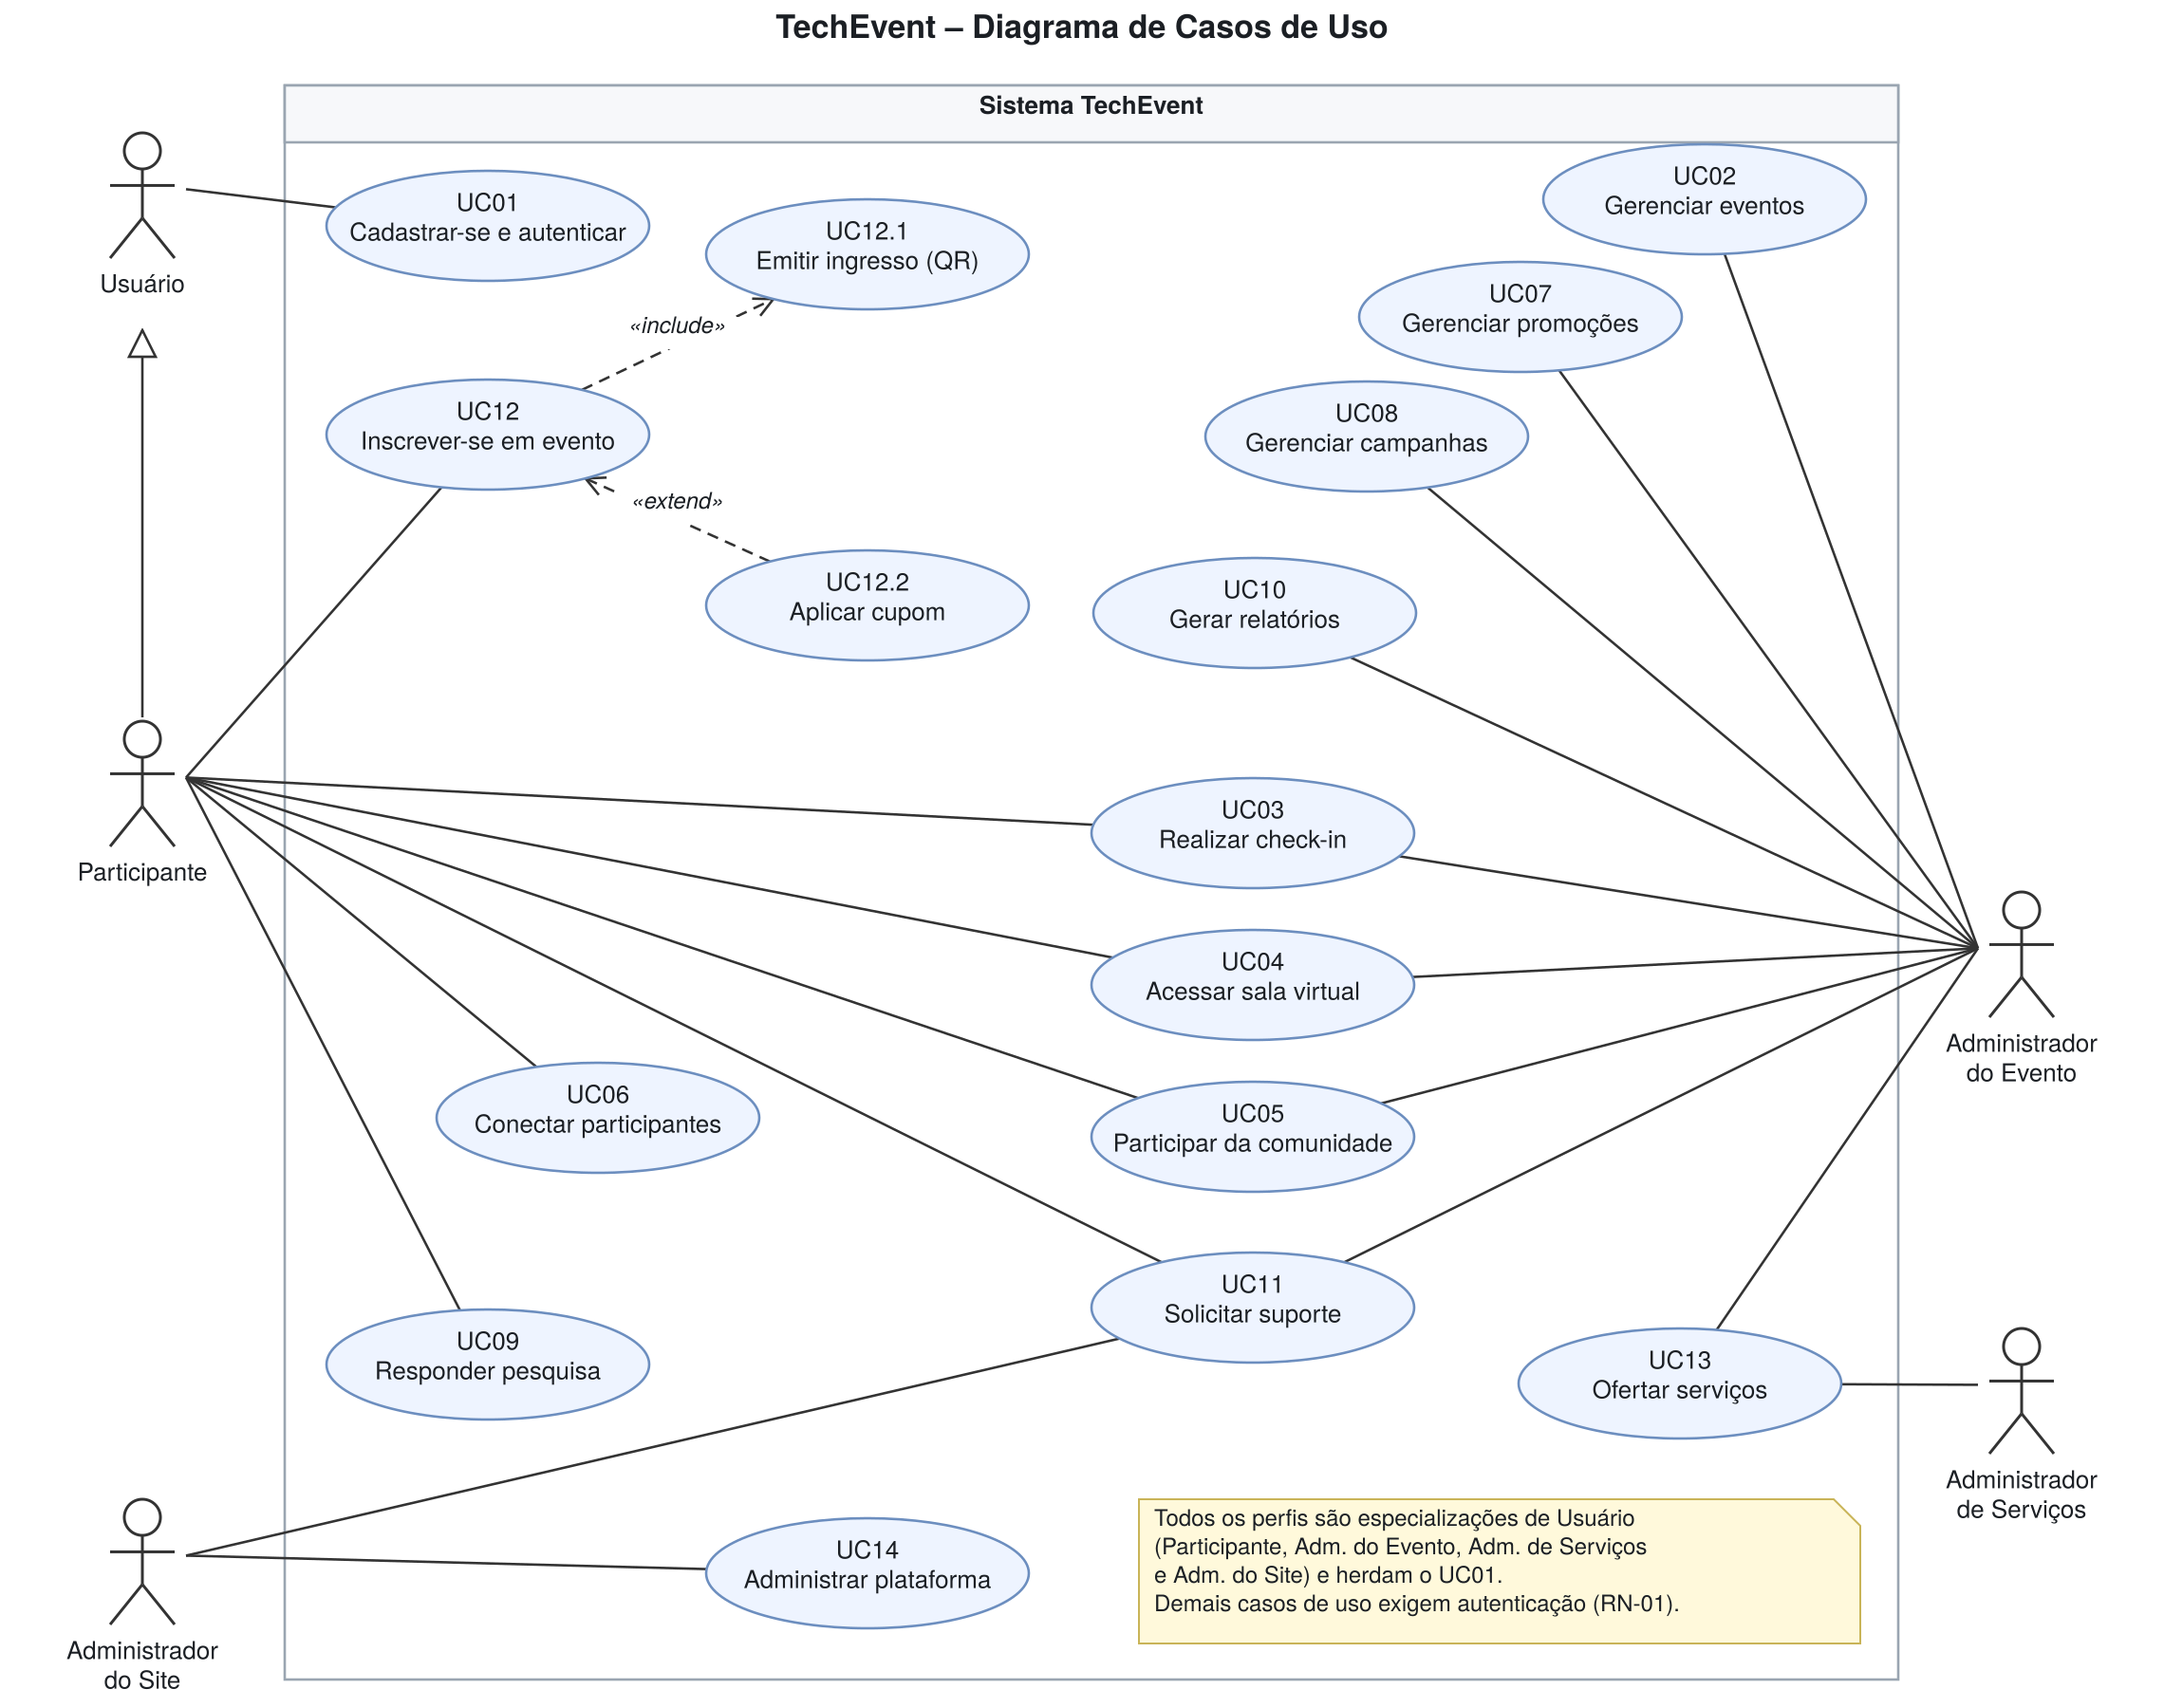 TechEvent – Diagrama de Casos de Uso
Sistema TechEvent
Usuário
UC01
Cadastrar-se e autenticar
UC12.1
Emitir ingresso (QR)
UC02
Gerenciar eventos
UC07
Gerenciar promoções
«include»
UC12
Inscrever-se em evento
UC08
Gerenciar campanhas
«extend»
UC12.2
Aplicar cupom
UC10
Gerar relatórios
Participante
UC03
Realizar check-in
UC04
Acessar sala virtual
Administrador
do Evento
UC06
Conectar participantes
UC05
Participar da comunidade
UC11
Solicitar suporte
UC09
Responder pesquisa
UC13
Ofertar serviços
Administrador
de Serviços
UC14
Administrar plataforma
Todos os perfis são especializações de Usuário
(Participante, Adm. do Evento, Adm. de Serviços
e Adm. do Site) e herdam o UC01.
Demais casos de uso exigem autenticação (RN-01).
Administrador
do Site